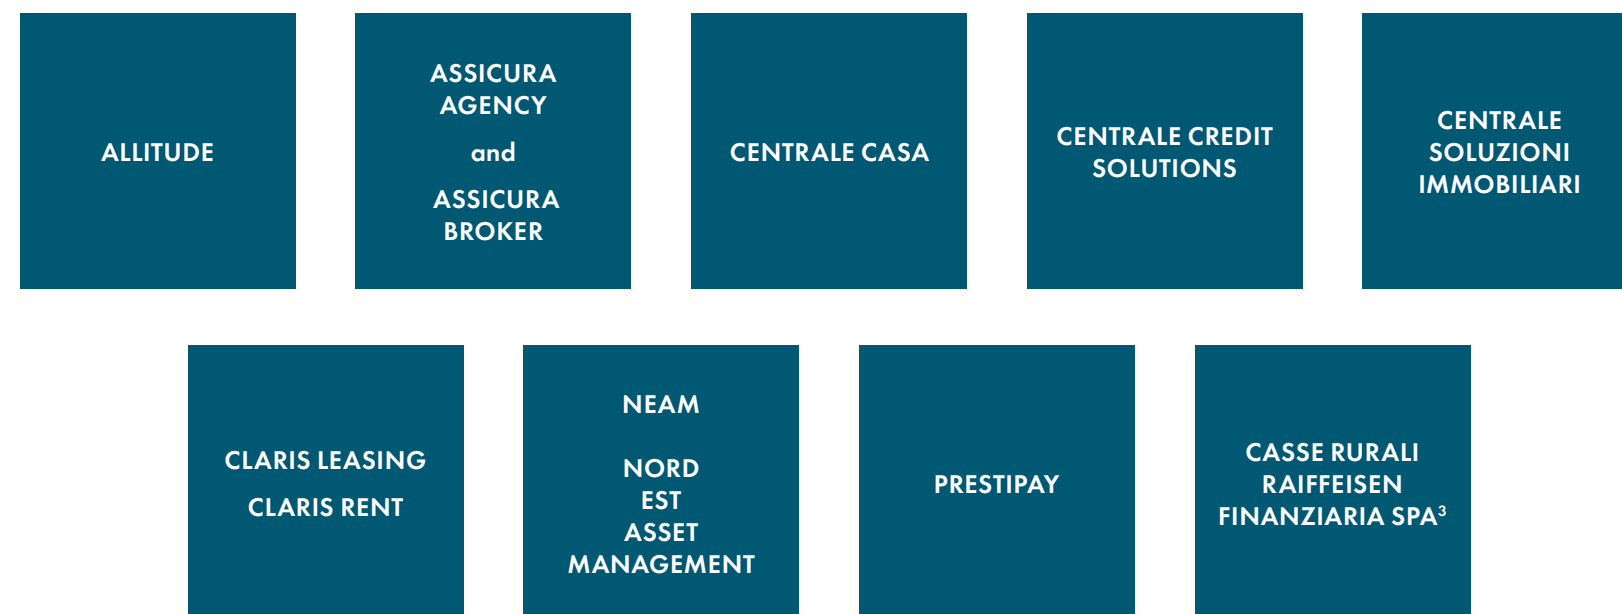 ALLITUDE
ASSICURA
AGENCY
and
ASSICURA
BROKER
CENTRALE CASA
CENTRALE CREDIT
SOLUTIONS
CENTRALE
SOLUZIONI
IMMOBILIARI
CLARIS LEASING
CLARIS RENT
NEAM
NORD
EST
ASSET
MANAGEMENT
PRESTIPAY
CASSE RURALI
RAIFFEISEN
FINANZIARIA SPA³